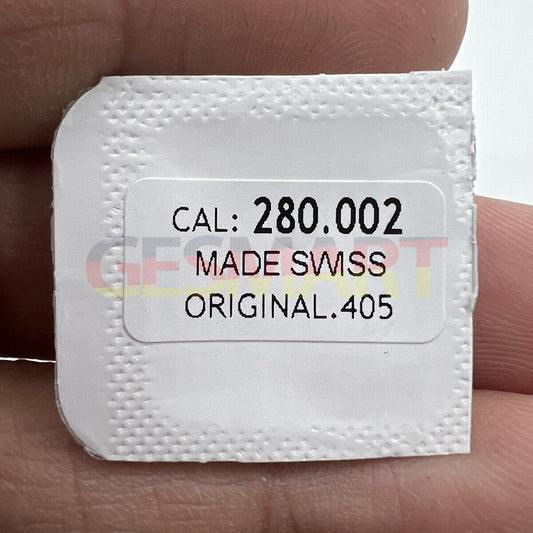 CAL: 280.002
GESMART
MADE SWISS
ORIGINAL.405